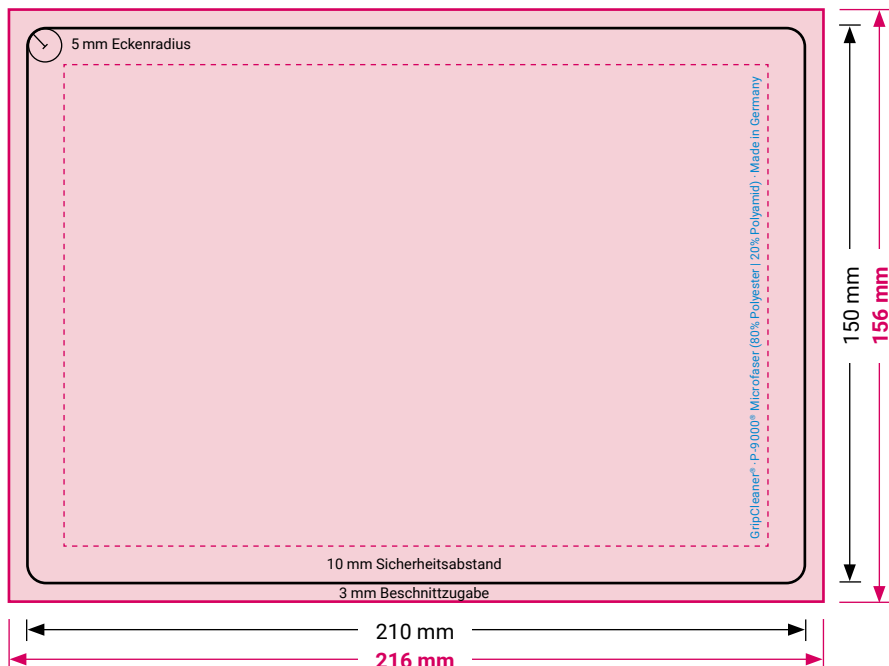 5 mm Eckenradius
GripCleaner® · P-9000® Microfaser (80% Polyester | 20% Polyamid) · Made in Germany
150 mm
156 mm
10 mm Sicherheitsabstand
3 mm Beschnittzugabe
210 mm
216 mm